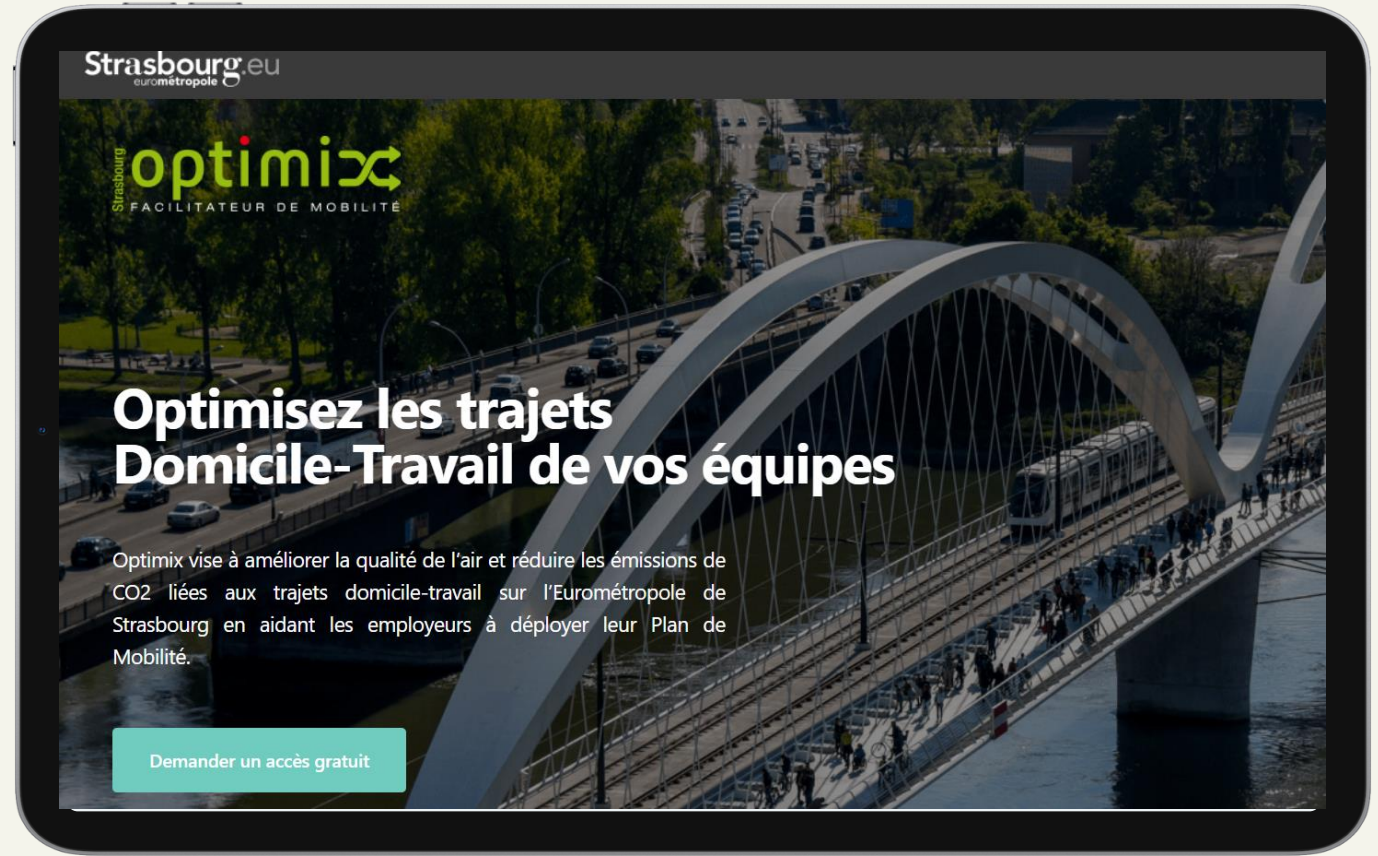 Strasbourg.eu
eurométropole
Strasbourg
optimix
FACILITATEUR DE MOBILITÉ
Optimisez les trajets
Domicile-Travail de vos équipes
Optimix vise à améliorer la qualité de l'air et réduire les émissions de
CO2 liées aux trajets domicile-travail sur l'Eurométropole de
Strasbourg en aidant les employeurs à déployer leur Plan de
Mobilité.
Demander un accès gratuit